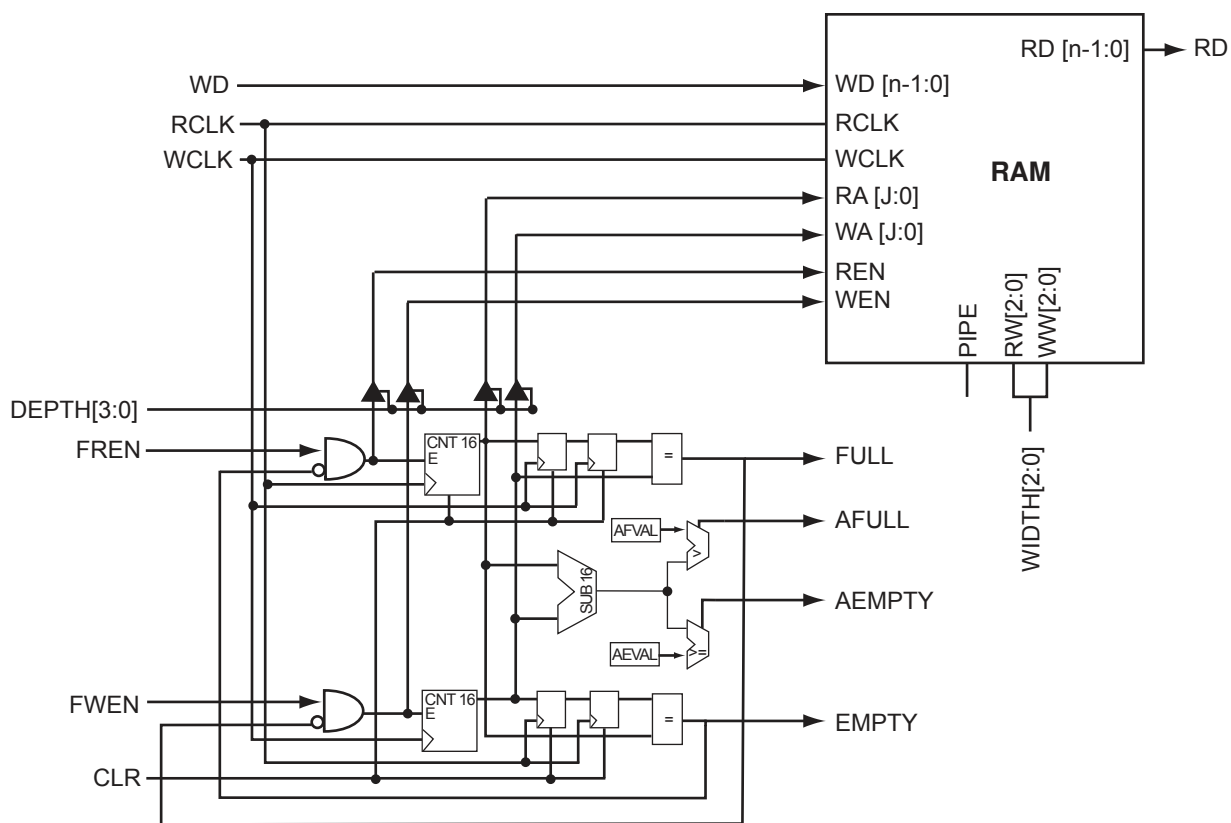 RD [n-1:0]
RD
WD
WD [n-1:0]
RCLK
RCLK
WCLK
WCLK
RAM
RA [J:0]
WA [J:0]
REN
WEN
PIPE
RW[2:0]
WW[2:0]
DEPTH[3:0]
FREN
CNT 16
E
=
FULL
WIDTH[2:0]
AFVAL
>
AFULL
SUB 16
AEMPTY
AEVAL
>=
FWEN
CNT 16
E
=
EMPTY
CLR